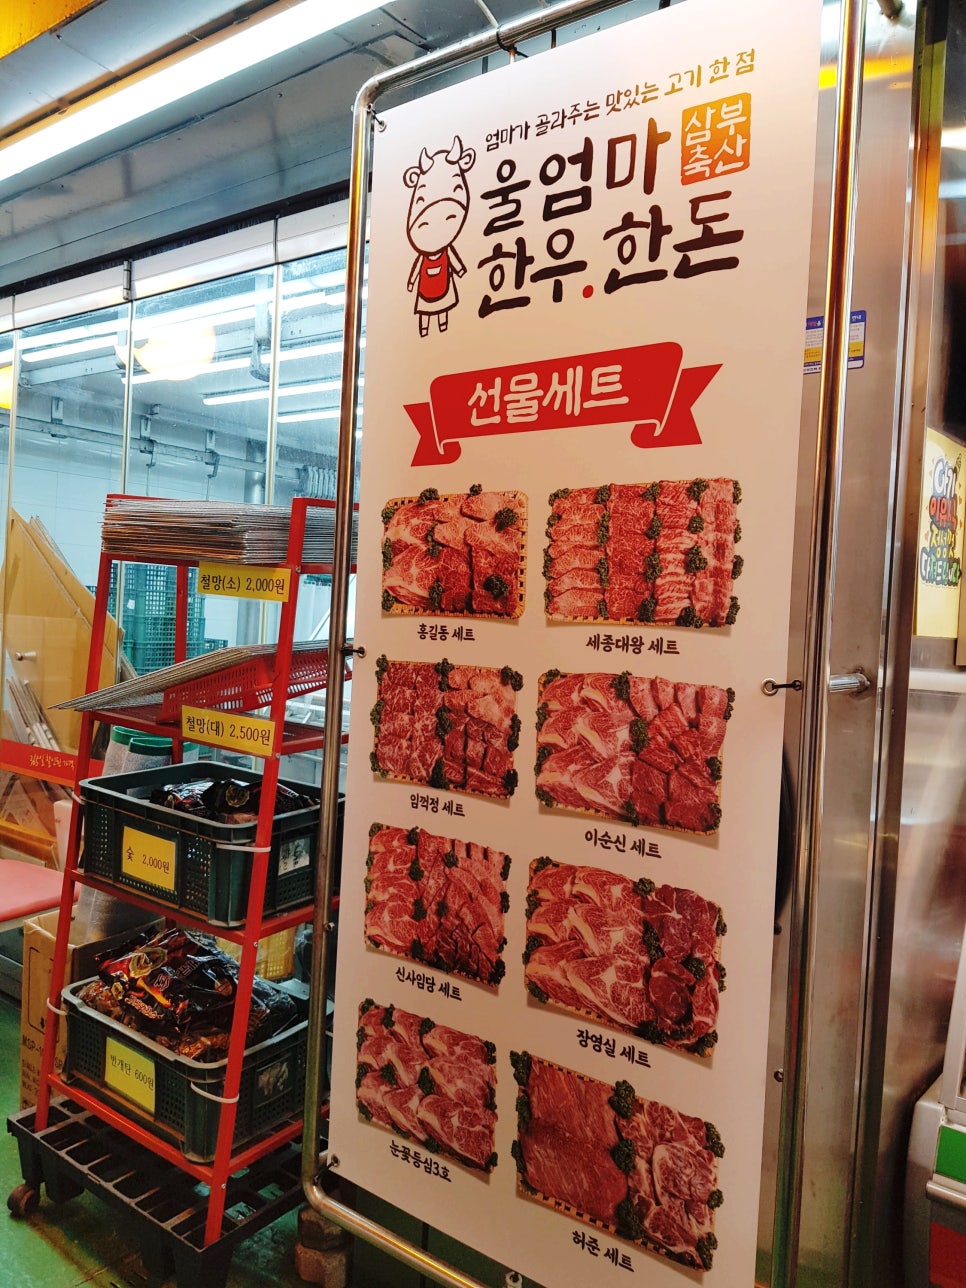 엄마가 골라주는 맛있는 고기 한 점
울엄마
삼부
축산
한우.한돈
선물세트
홍길동 세트
세종대왕 세트
임꺽정 세트
이순신 세트
신사임당 세트
장영실 세트
눈꽃등심3호
허준 세트
철망(소) 2,000원
철망(대) 2,500원
숯 2,000원
번개탄 600원